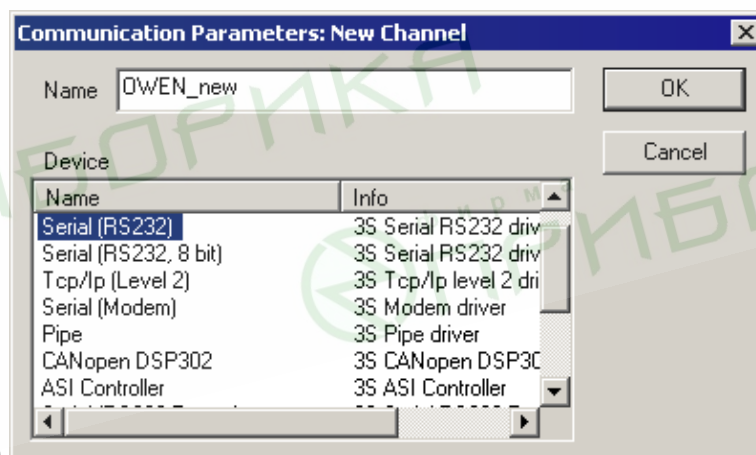 Communication Parameters: New Channel
Name OWEN_new OK
Cancel
Device
Name Info
Serial (RS232) 3S Serial RS232 driv
Serial (RS232, 8 bit) 3S Serial RS232 driv
Tcp/Ip (Level 2) 3S Tcp/Ip level 2 dri
Serial (Modem) 3S Modem driver
Pipe 3S Pipe driver
CANopen DSP302 3S CANopen DSP30
ASI Controller 3S ASI Controller